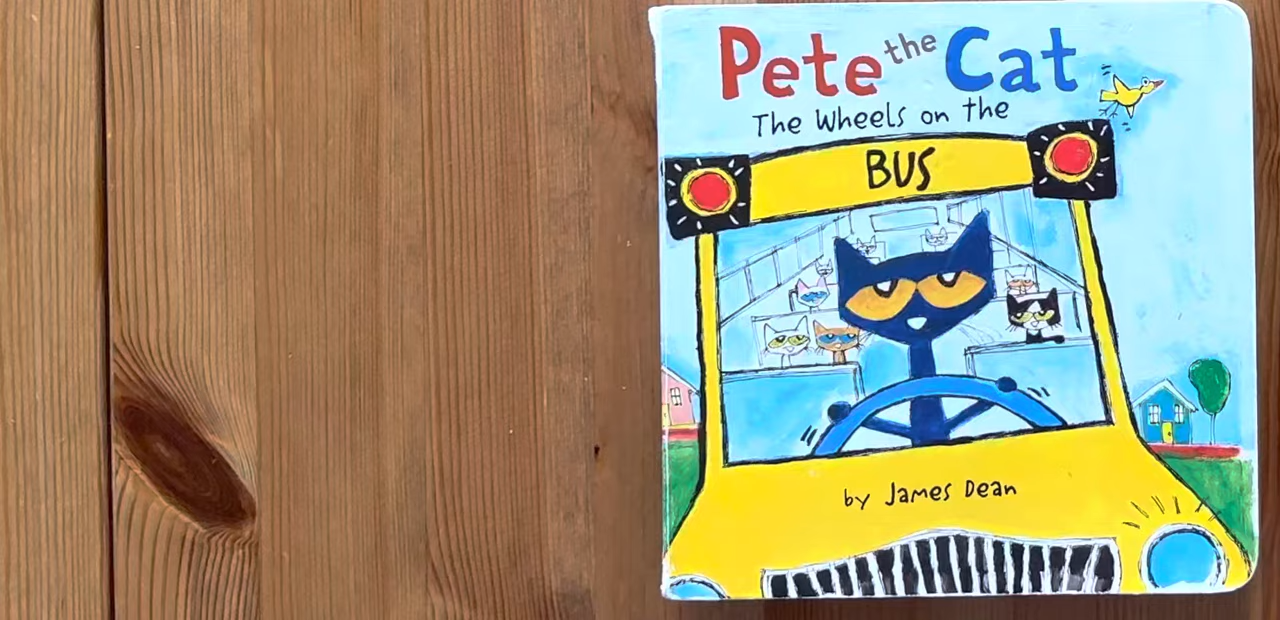 Pete the Cat
The Wheels on the
BUS
by James Dean